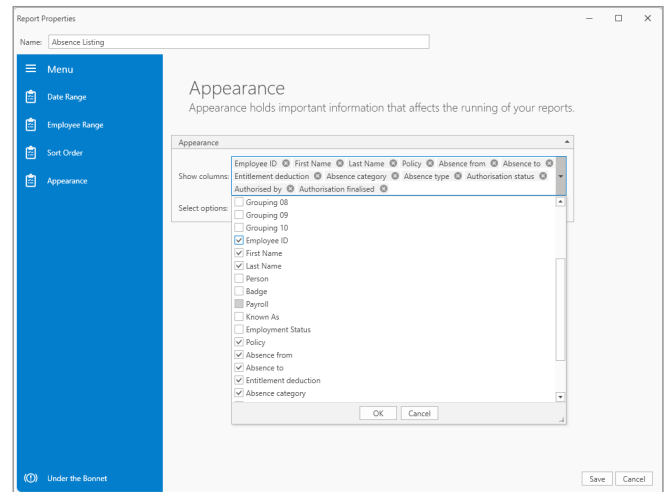 Report Properties
Name: Absence Listing
Menu
Date Range
Employee Range
Sort Order
Appearance
Appearance
Appearance holds important information that affects the running of your reports.
Appearance
Show columns:
Employee ID First Name Last Name Policy Absence from Absence to
Entitlement deduction Absence category Absence type Authorisation status
Authorised by Authorisation finalised
Select options:
Grouping 08
Grouping 09
Grouping 10
Employee ID
First Name
Last Name
Person
Badge
Payroll
Known As
Employment Status
Policy
Absence from
Absence to
Entitlement deduction
Absence category
OK Cancel
Under the Bonnet
Save Cancel